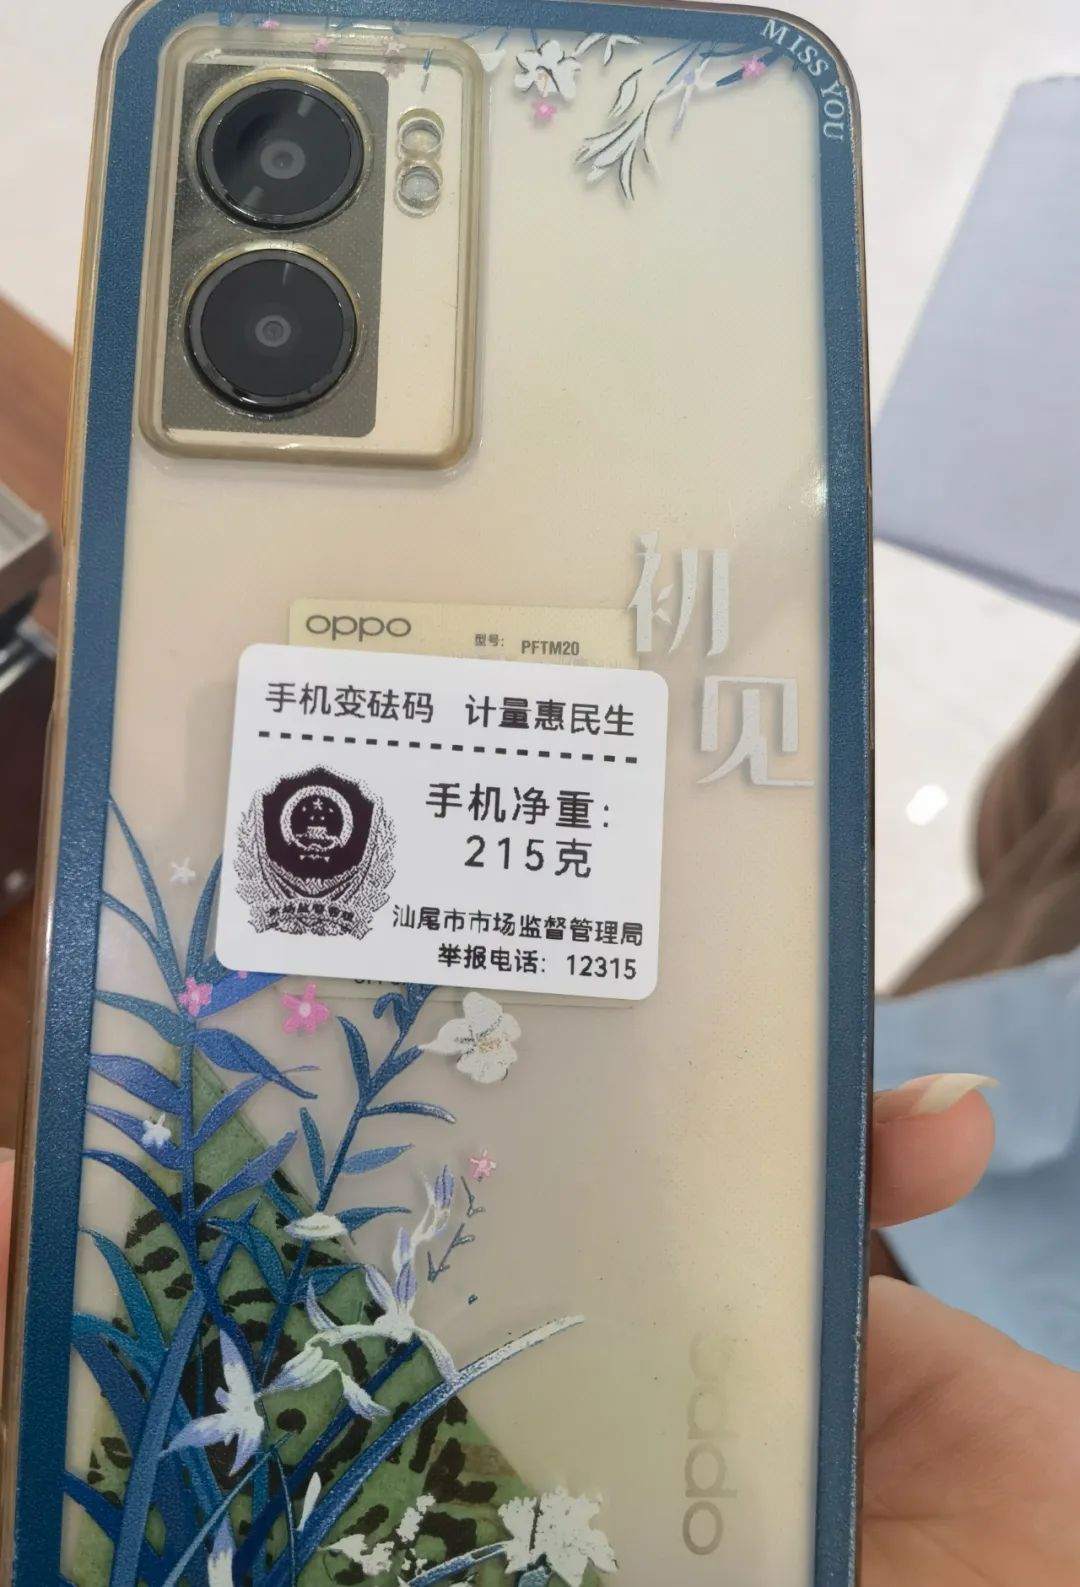 MISS YOU
初
见
oppo
型号： PFTM20
手机变砝码 计量惠民生
手机净重：
215克
汕尾市市场监督管理局
举报电话：12315
oppo